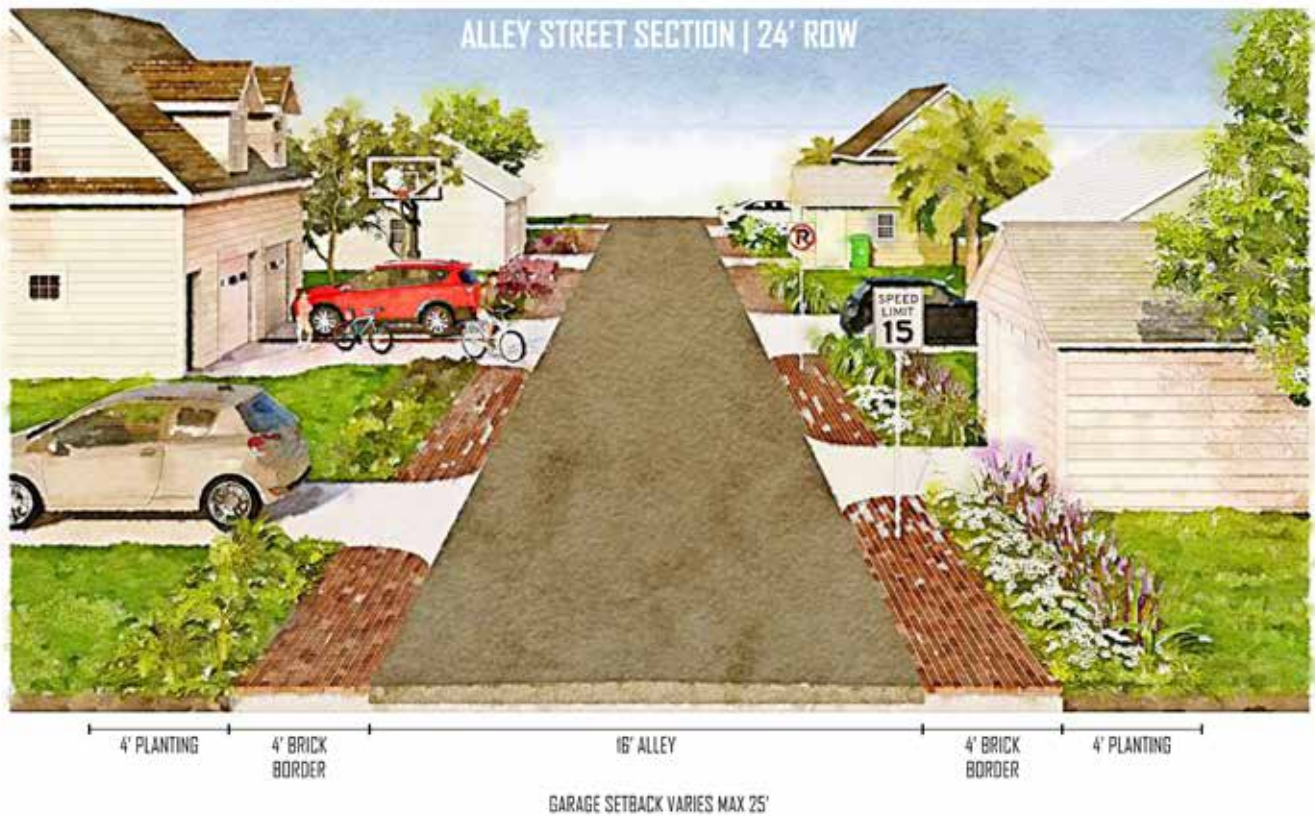 ALLEY STREET SECTION | 24' ROW
R
SPEED
LIMIT
15
4' PLANTING
4' BRICK
BORDER
16' ALLEY
4' BRICK
BORDER
4' PLANTING
GARAGE SETBACK VARIES MAX 25'